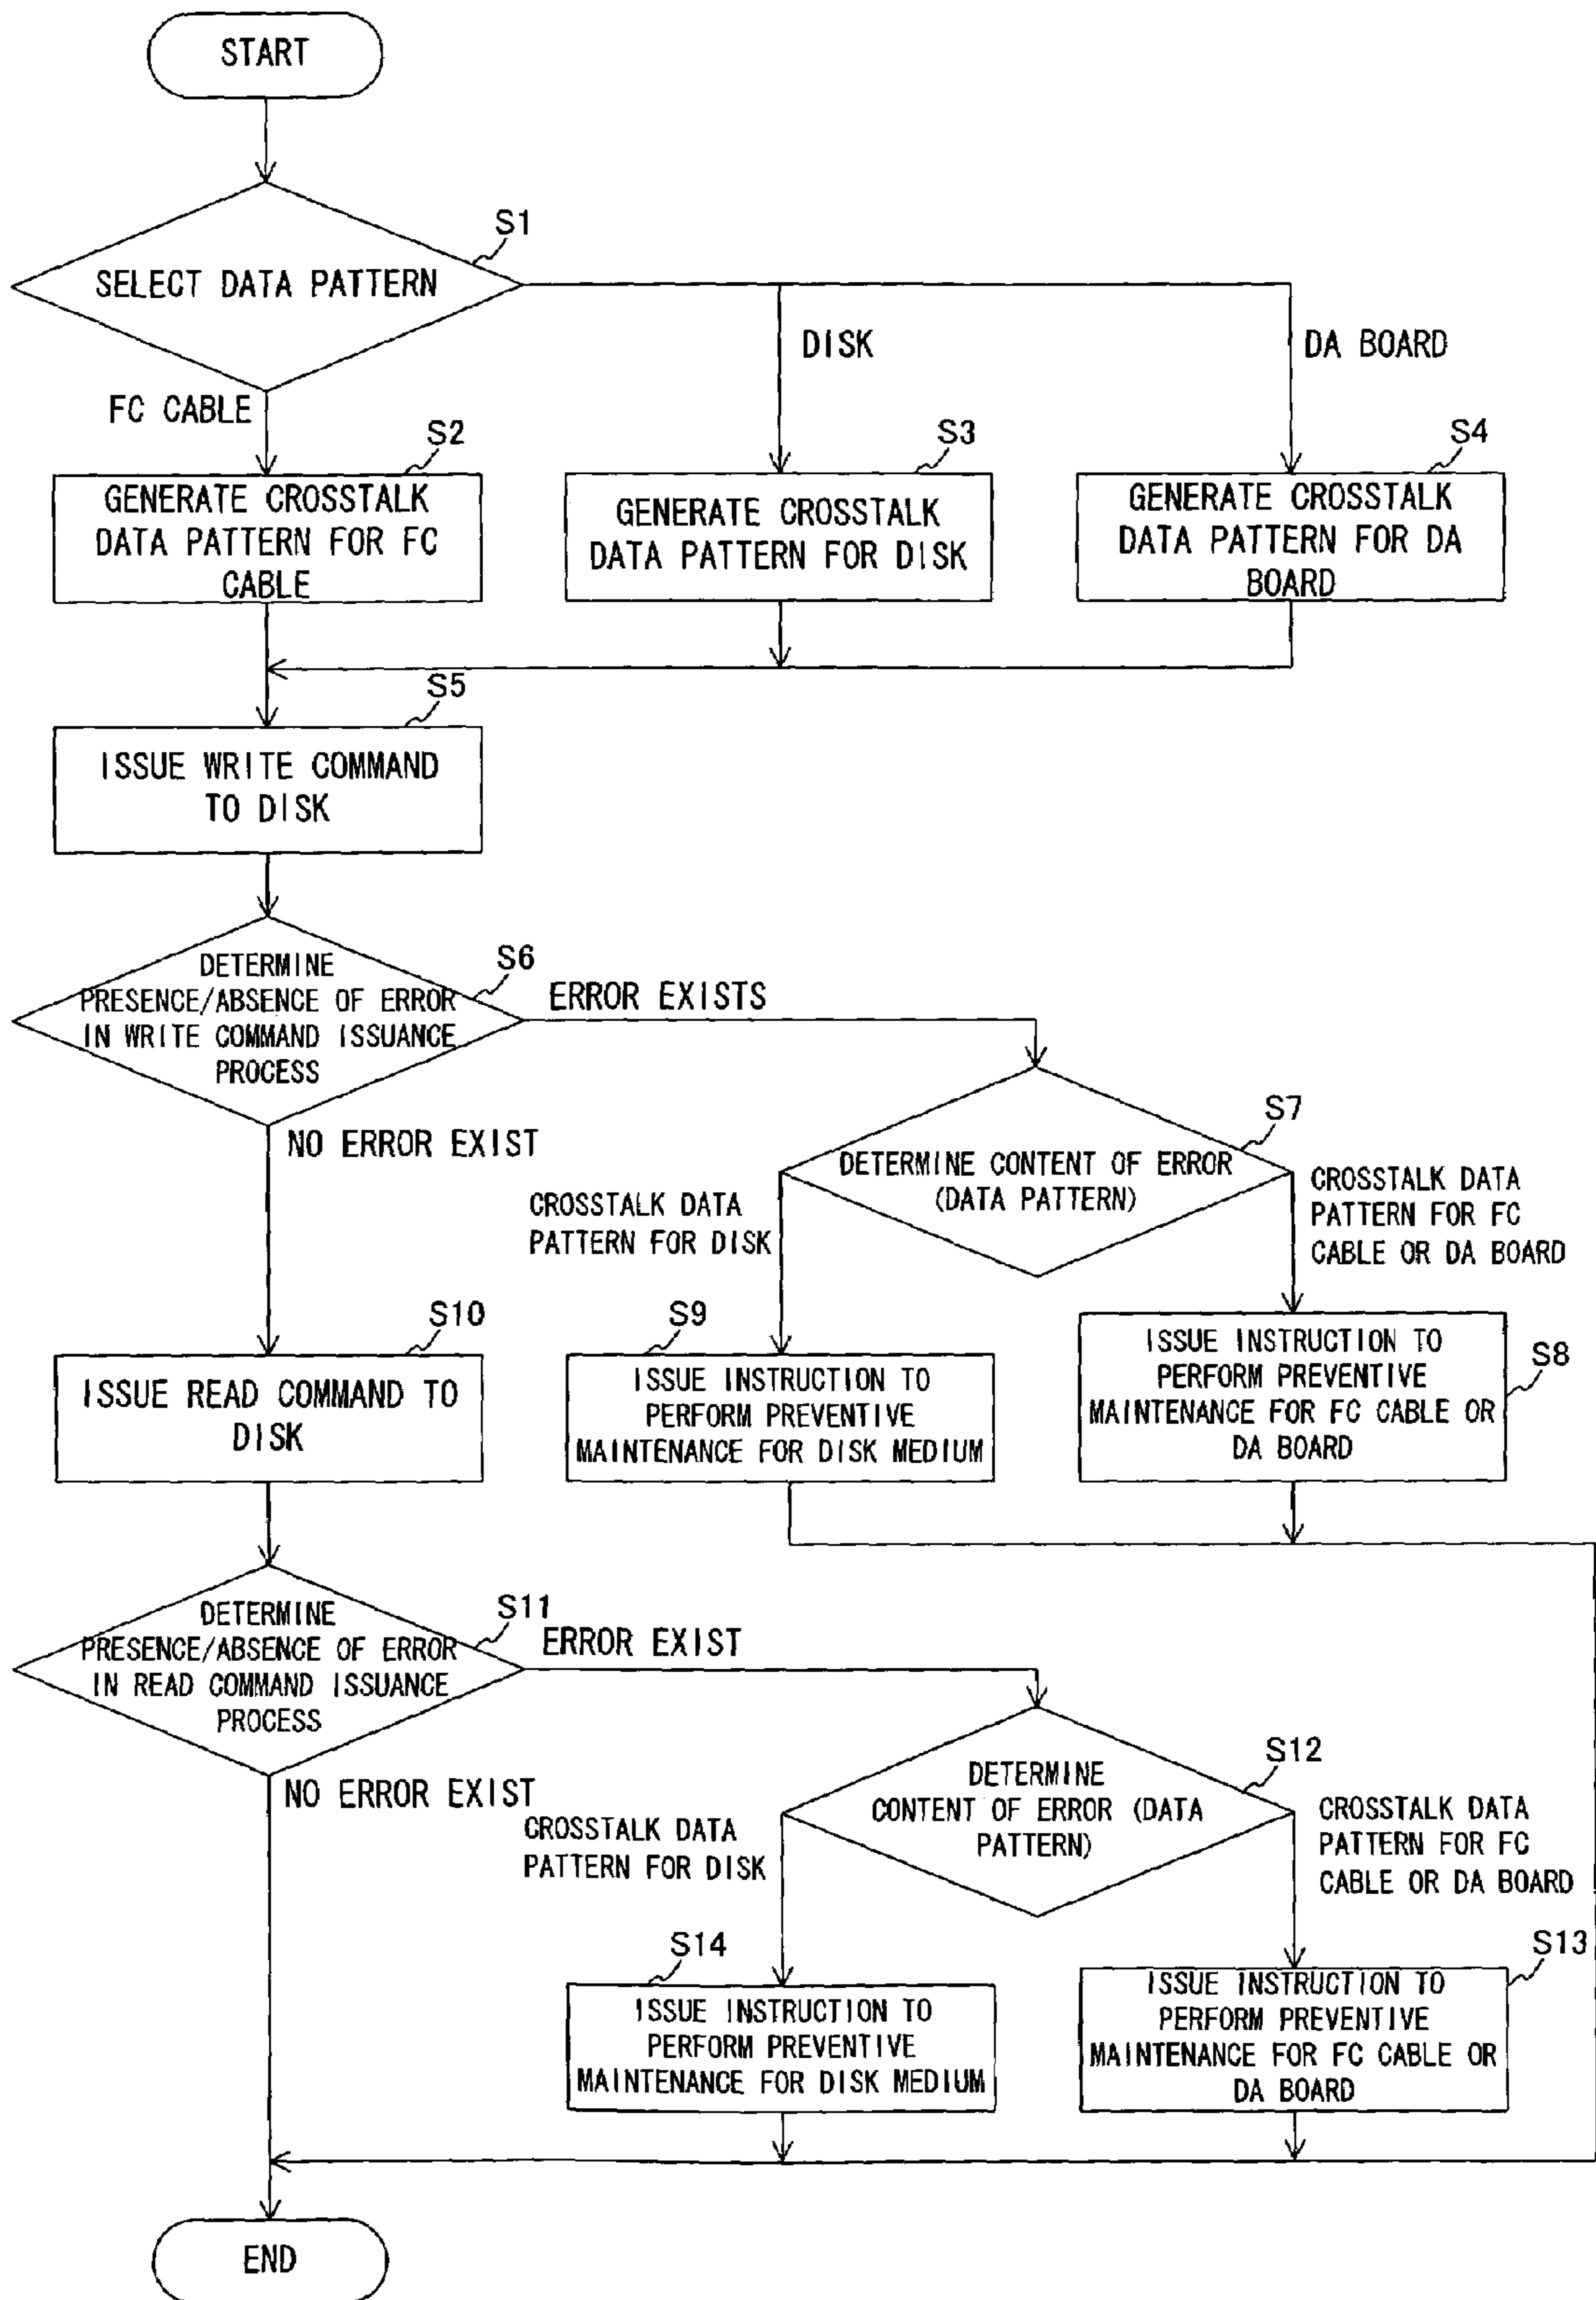 START
S1
SELECT DATA PATTERN
DISK
DA BOARD
FC CABLE
S2
S3
S4
GENERATE CROSSTALK
DATA PATTERN FOR FC
CABLE
GENERATE CROSSTALK
DATA PATTERN FOR DISK
GENERATE CROSSTALK
DATA PATTERN FOR DA
BOARD
S5
ISSUE WRITE COMMAND
TO DISK
S6
DETERMINE
PRESENCE/ABSENCE OF ERROR
IN WRITE COMMAND ISSUANCE
PROCESS
ERROR EXISTS
NO ERROR EXIST
S7
DETERMINE CONTENT OF ERROR
(DATA PATTERN)
CROSSTALK DATA
PATTERN FOR DISK
CROSSTALK DATA
PATTERN FOR FC
CABLE OR DA BOARD
S10
ISSUE READ COMMAND TO
DISK
S9
ISSUE INSTRUCTION TO
PERFORM PREVENTIVE
MAINTENANCE FOR DISK MEDIUM
S8
ISSUE INSTRUCTION TO
PERFORM PREVENTIVE
MAINTENANCE FOR FC CABLE OR
DA BOARD
S11
DETERMINE
PRESENCE/ABSENCE OF ERROR
IN READ COMMAND ISSUANCE
PROCESS
ERROR EXIST
NO ERROR EXIST
S12
DETERMINE
CONTENT OF ERROR (DATA
PATTERN)
CROSSTALK DATA
PATTERN FOR DISK
CROSSTALK DATA
PATTERN FOR FC
CABLE OR DA BOARD
S14
ISSUE INSTRUCTION TO
PERFORM PREVENTIVE
MAINTENANCE FOR DISK MEDIUM
S13
ISSUE INSTRUCTION TO
PERFORM PREVENTIVE
MAINTENANCE FOR FC CABLE OR
DA BOARD
END